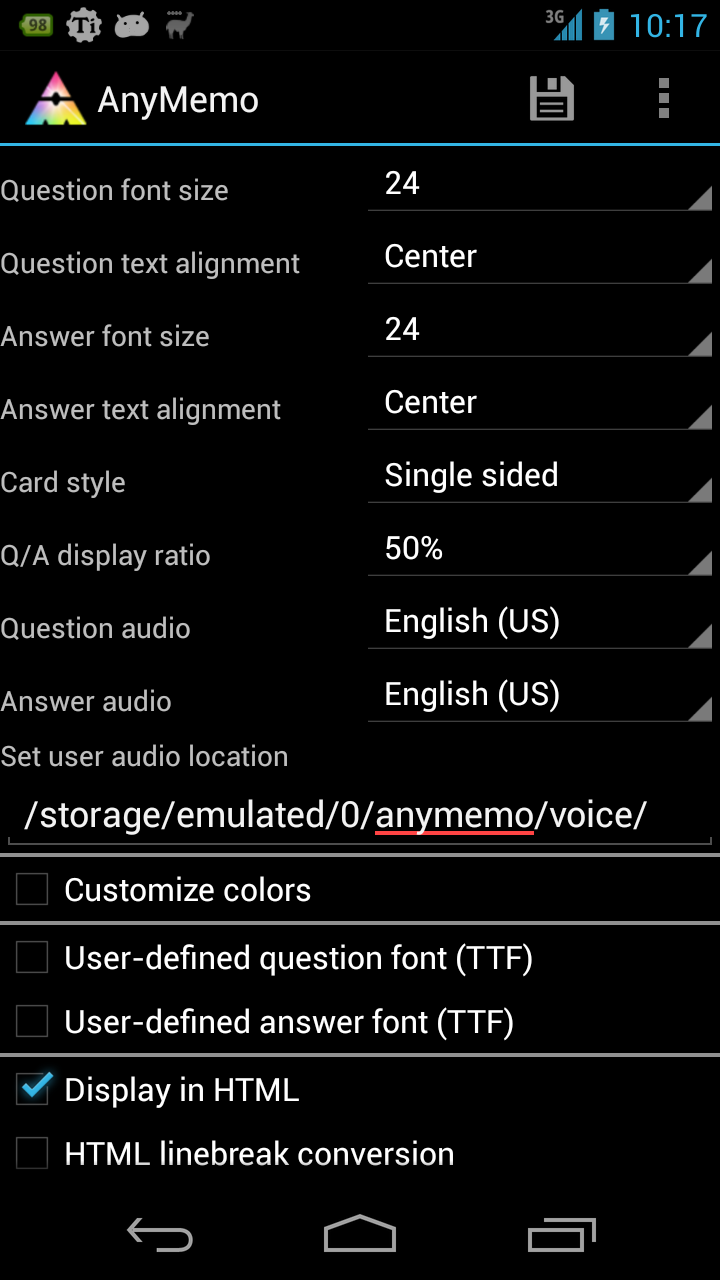 98 Ti 3G 10:17
AnyMemo
Question font size 24
Question text alignment Center
Answer font size 24
Answer text alignment Center
Card style Single sided
Q/A display ratio 50%
Question audio English (US)
Answer audio English (US)
Set user audio location
/storage/emulated/0/anymemo/voice/
Customize colors
User-defined question font (TTF)
User-defined answer font (TTF)
Display in HTML
HTML linebreak conversion